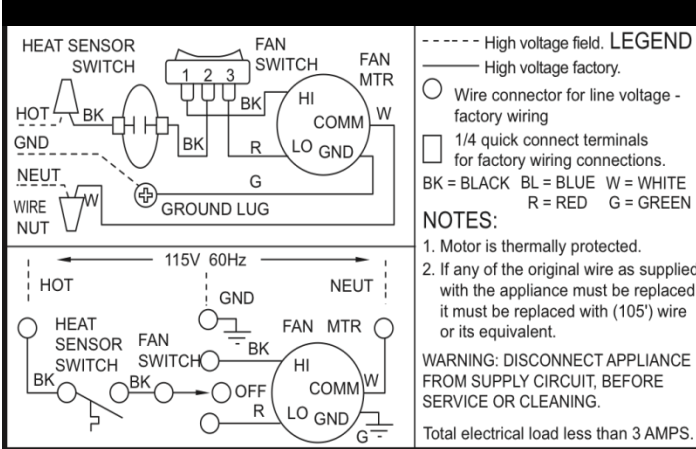 HEAT SENSOR
SWITCH
FAN
SWITCH
FAN
MTR
1 2 3
HI
BK
COMM
W
HOT
BK
BK
GND
R
LO GND
NEUT
G
WIRE
NUT
W
GROUND LUG
115V 60Hz
HOT
NEUT
GND
HEAT
SENSOR
SWITCH
FAN
SWITCH
FAN MTR
BK
HI
BK
BK
OFF
COMM
W
R
LO GND
G
High voltage field. LEGEND
High voltage factory.
Wire connector for line voltage -
factory wiring
1/4 quick connect terminals
for factory wiring connections.
BK = BLACK BL = BLUE W = WHITE
R = RED G = GREEN
NOTES:
1. Motor is thermally protected.
2. If any of the original wire as supplied
with the appliance must be replaced
it must be replaced with (105') wire
or its equivalent.
WARNING: DISCONNECT APPLIANCE
FROM SUPPLY CIRCUIT, BEFORE
SERVICE OR CLEANING.
Total electrical load less than 3 AMPS.